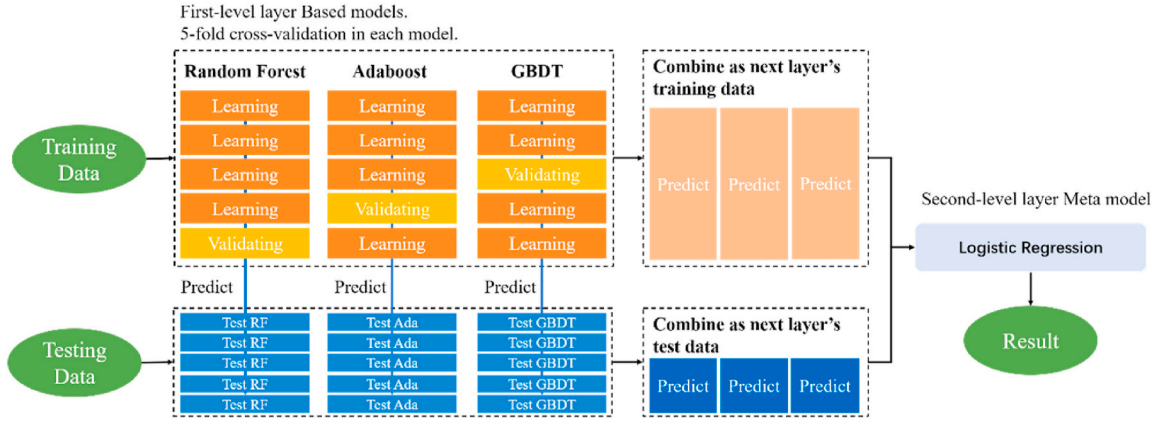 First-level layer Based models.
5-fold cross-validation in each model.
Random Forest
Adaboost
GBDT
Learning
Learning
Learning
Learning
Learning
Learning
Learning
Learning
Validating
Learning
Validating
Learning
Validating
Learning
Learning
Training
Data
Combine as next layer's
training data
Predict
Predict
Predict
Second-level layer Meta model
Logistic Regression
Result
Predict
Predict
Predict
Testing
Data
Test RF
Test Ada
Test GBDT
Test RF
Test Ada
Test GBDT
Test RF
Test Ada
Test GBDT
Test RF
Test Ada
Test GBDT
Test RF
Test Ada
Test GBDT
Combine as next layer's
test data
Predict
Predict
Predict